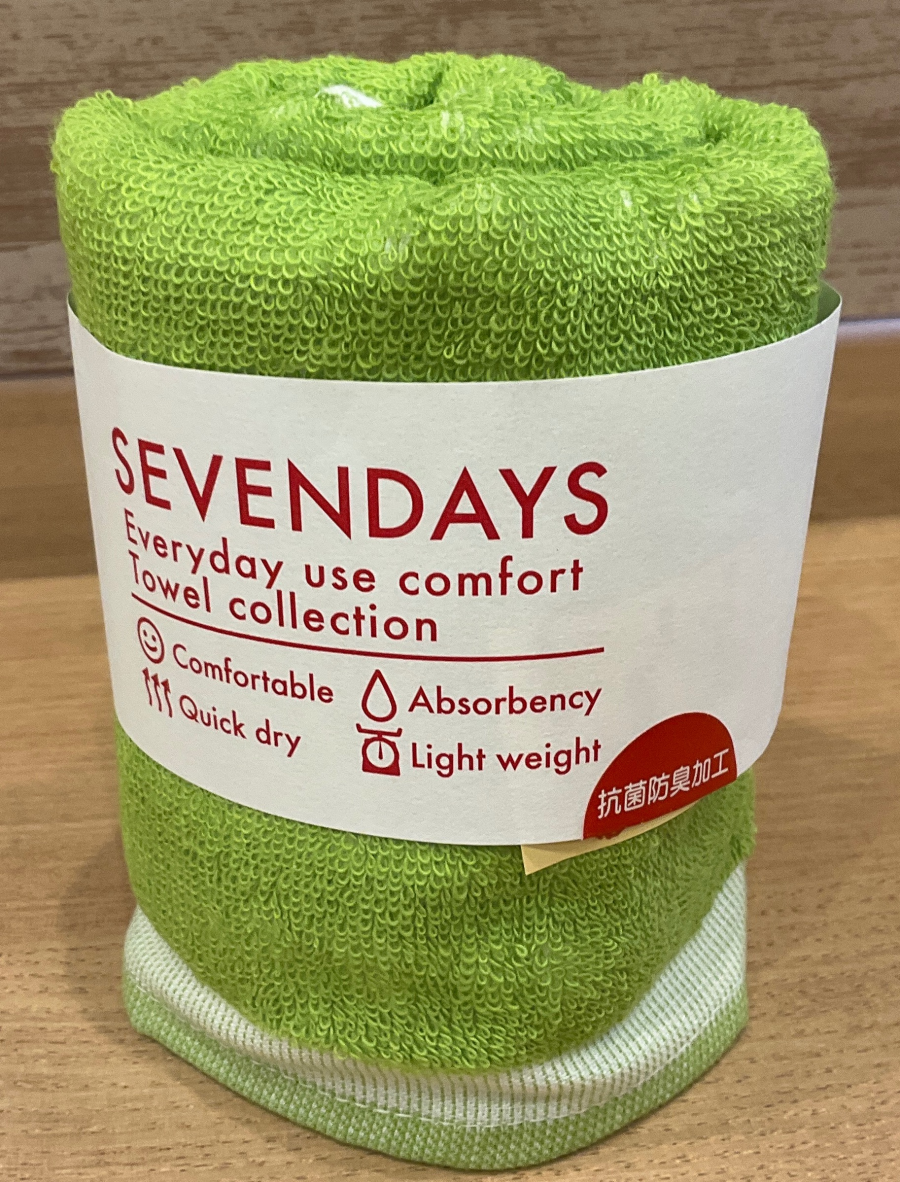 SEVENDAYS
Everyday use comfort
Towel collection
Comfortable
Absorbency
Quick dry
Light weight
抗菌防臭加工